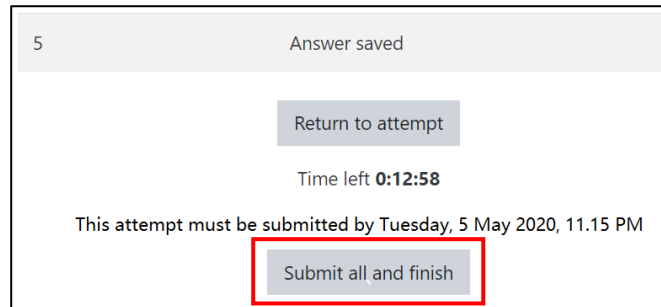 5 Answer saved
Return to attempt
Time left 0:12:58
This attempt must be submitted by Tuesday, 5 May 2020, 11.15 PM
Submit all and finish